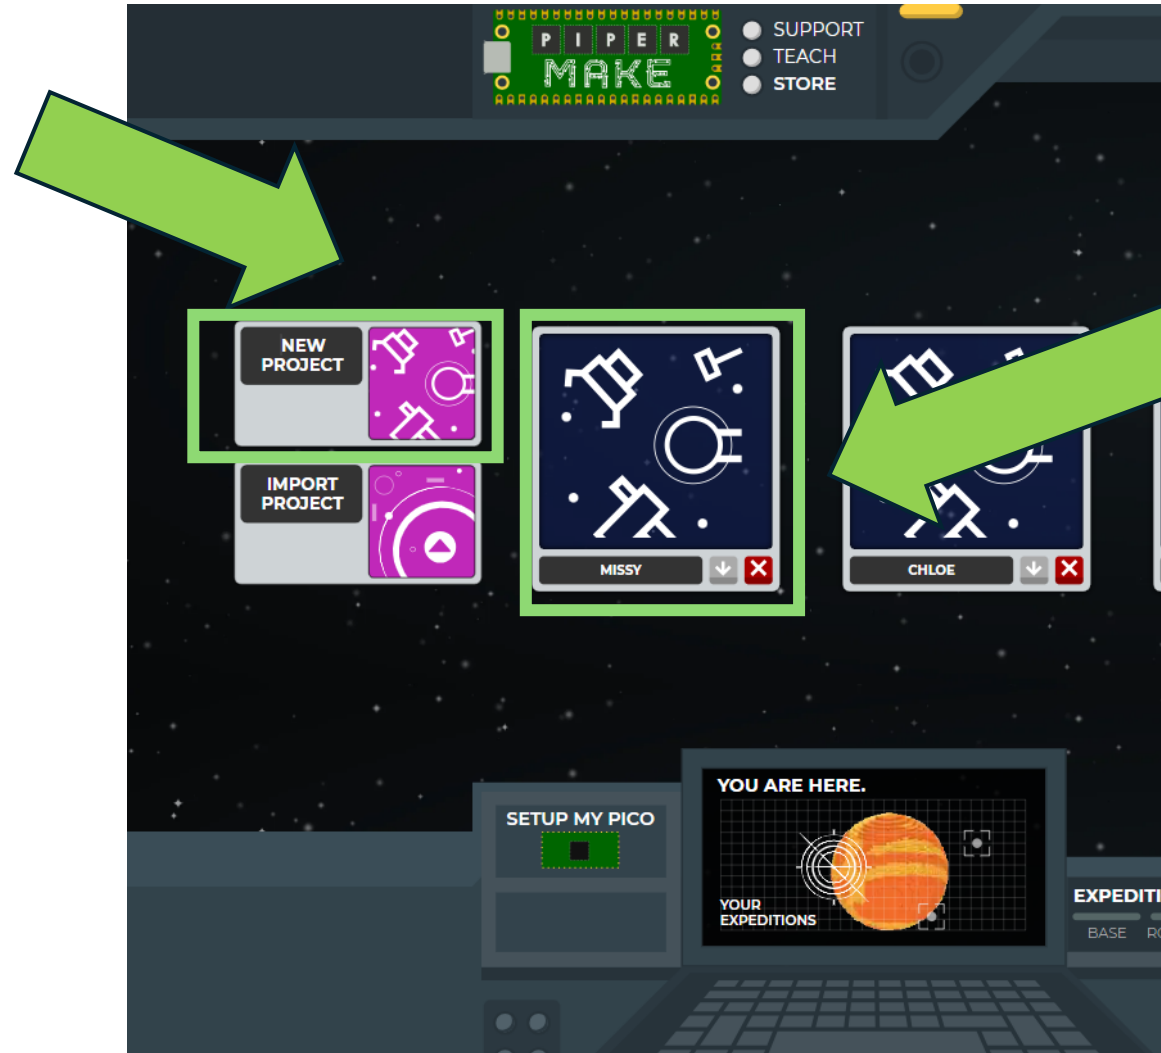 PIPER
MAKE
SUPPORT
TEACH
STORE
NEW
PROJECT
IMPORT
PROJECT
MISSY
CHLOE
SETUP MY PICO
YOU ARE HERE.
YOUR
EXPEDITIONS
EXPEDITI
BASE